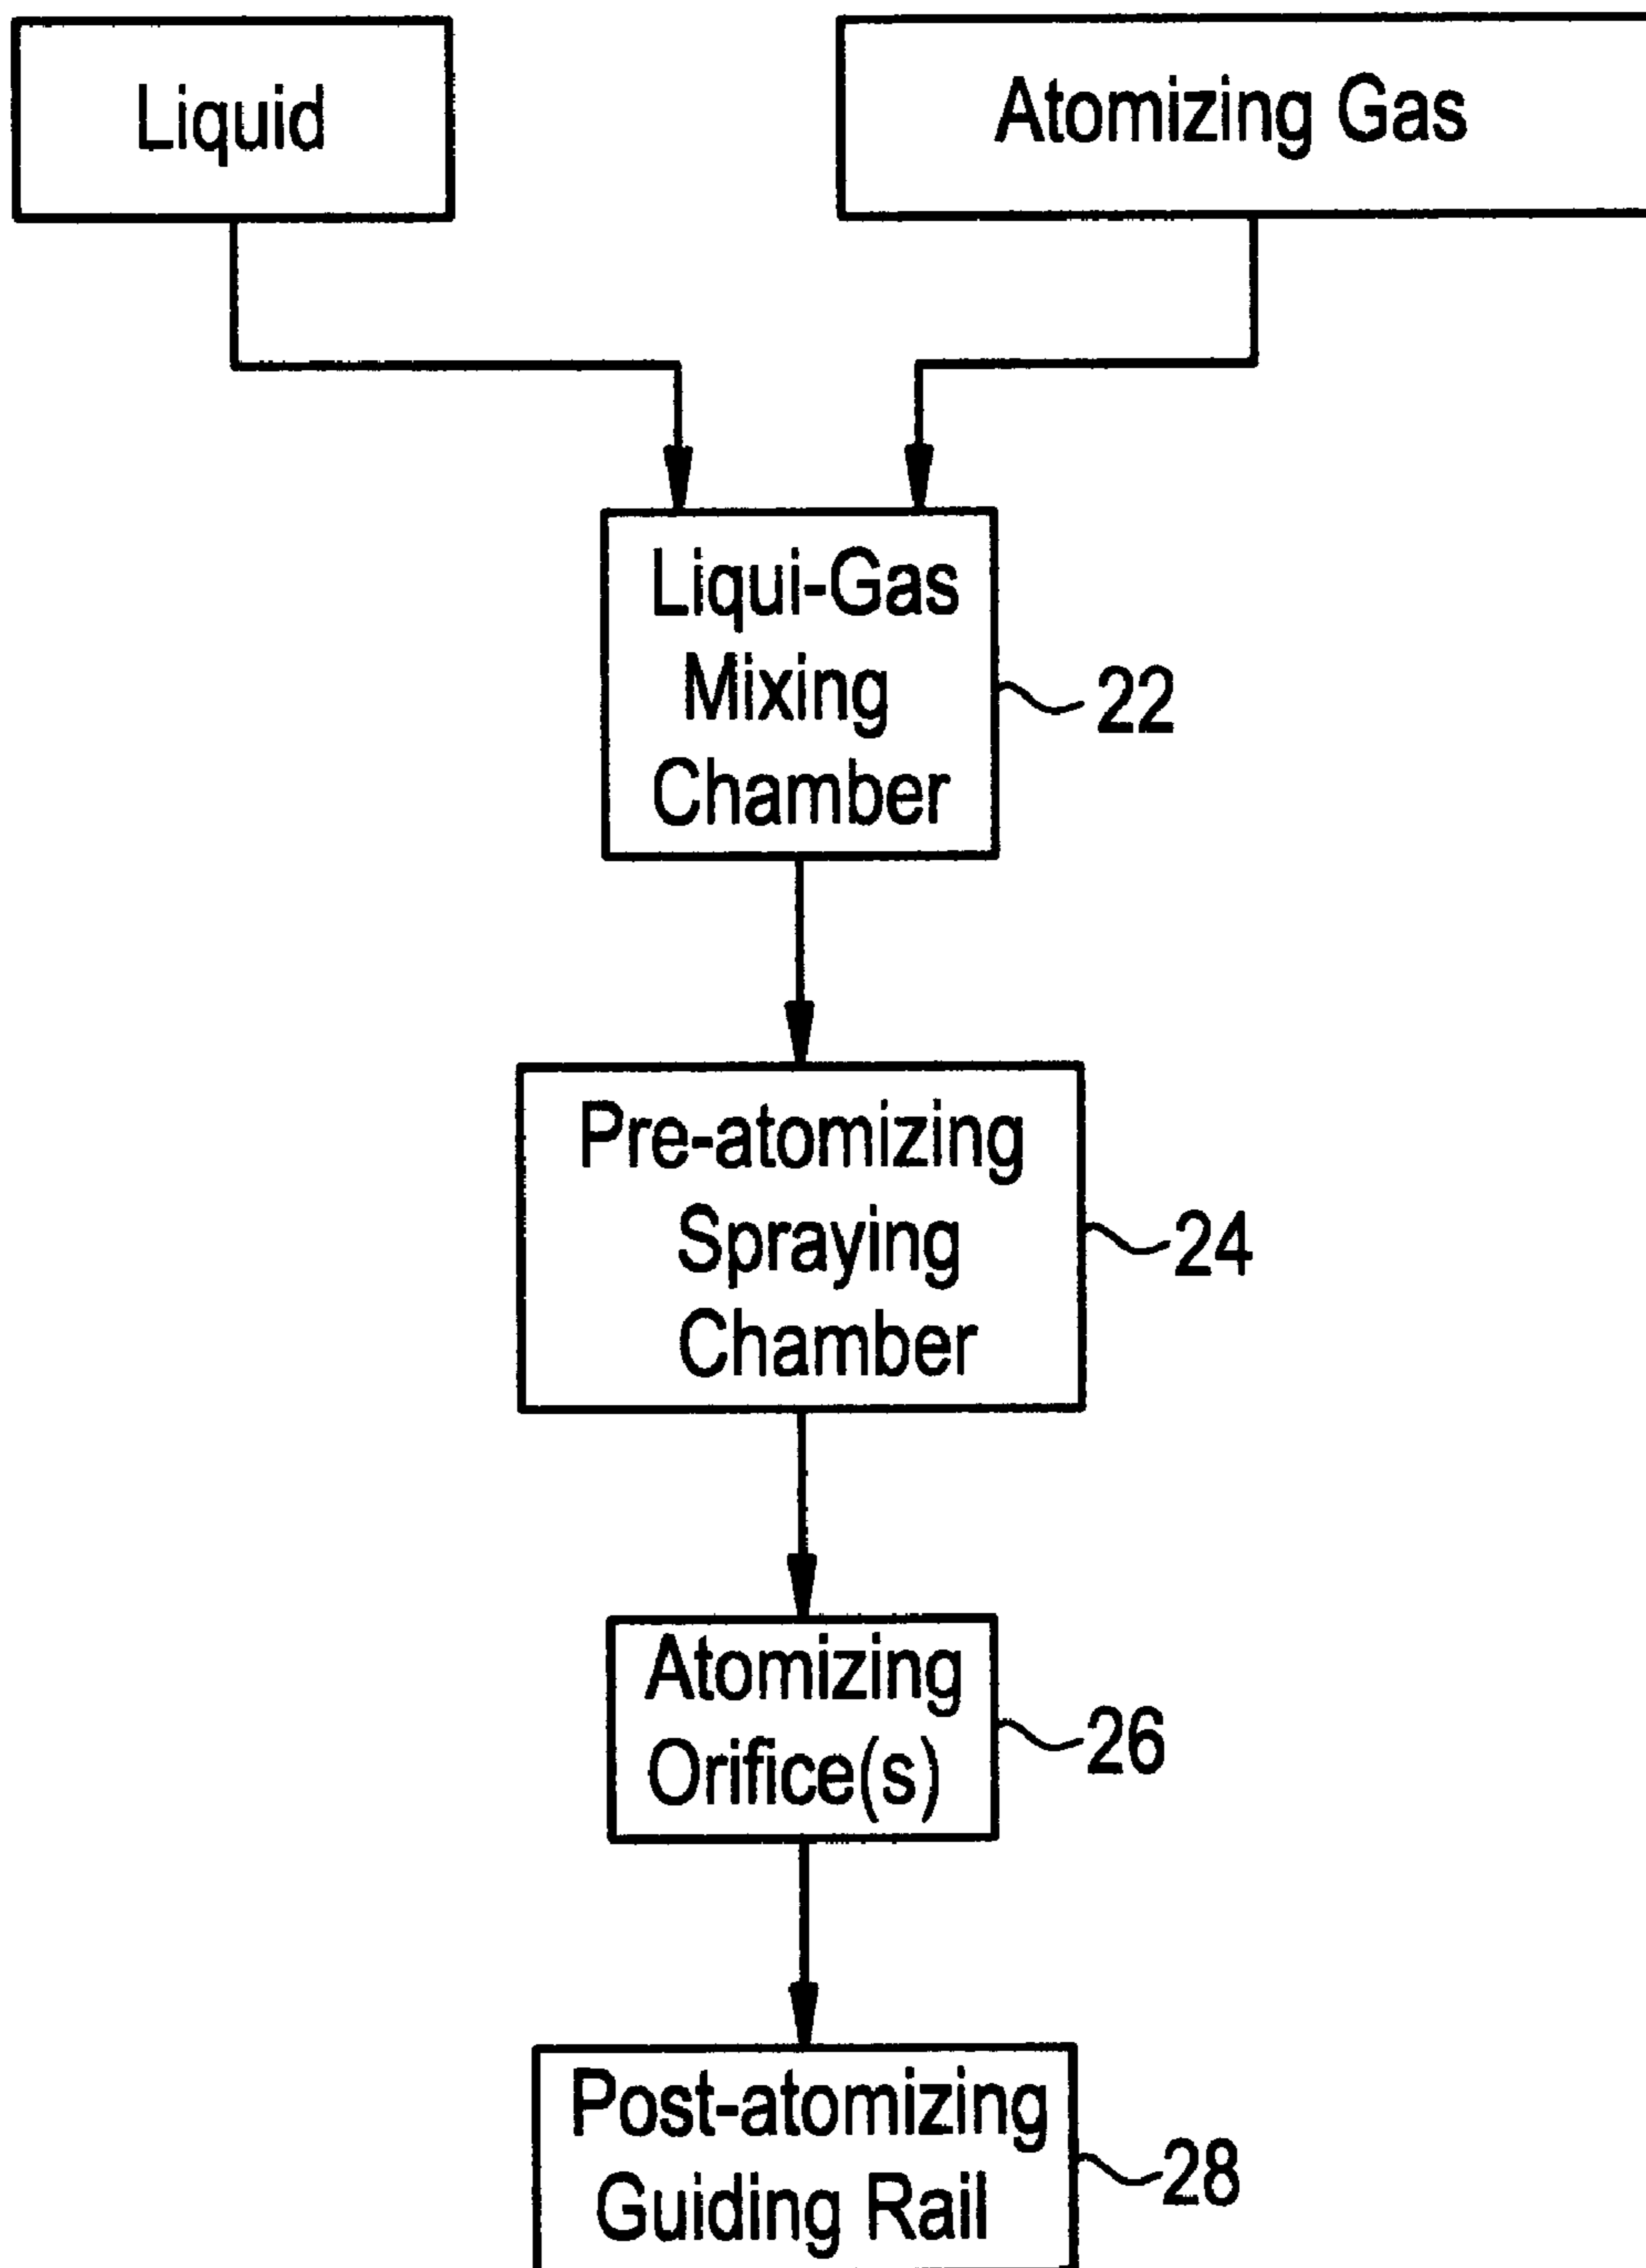 Liquid
Atomizing Gas
Liqui-Gas
Mixing
Chamber
22
Pre-atomizing
Spraying
Chamber
24
Atomizing
Orifice(s)
26
Post-atomizing
Guiding Rail
28